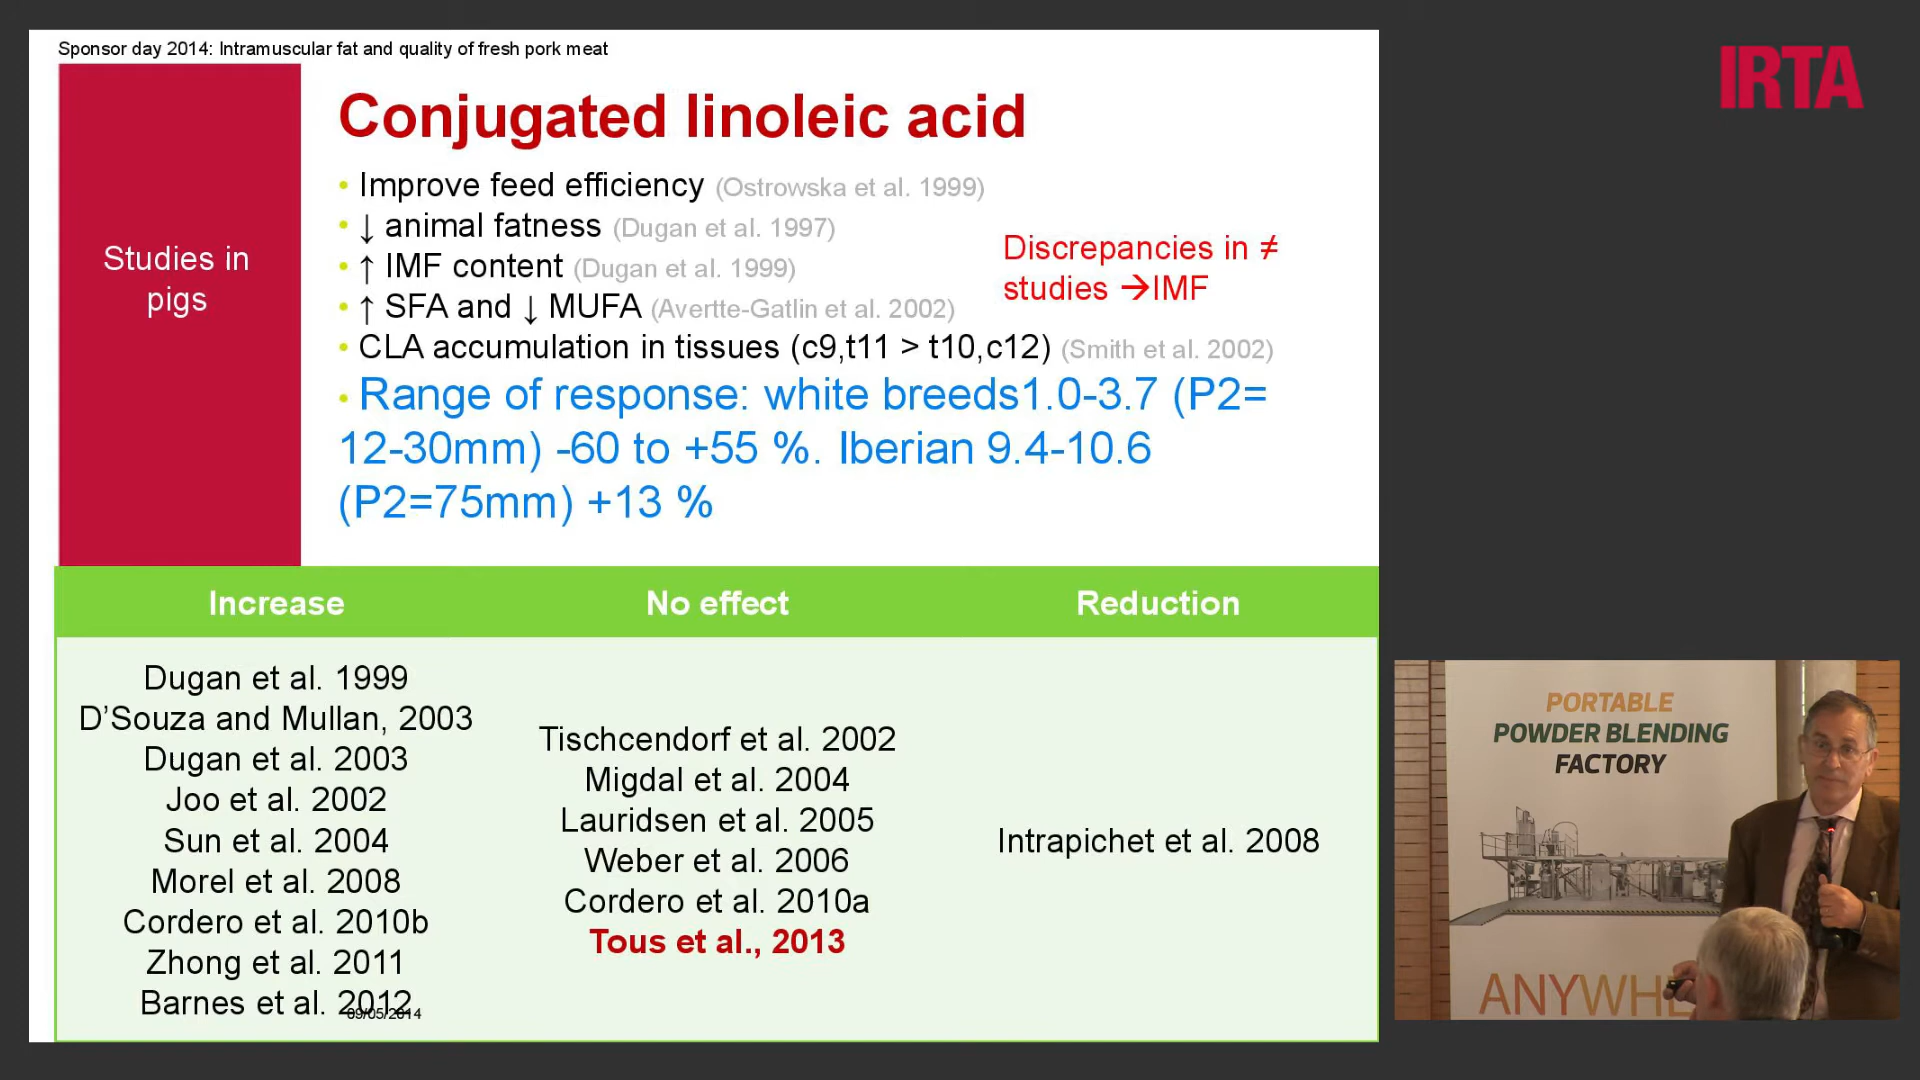 Sponsor day 2014: Intramuscular fat and quality of fresh pork meat
IRTA
Conjugated linoleic acid
Studies in
pigs
• Improve feed efficiency (Ostrowska et al. 1999)
• ↓ animal fatness (Dugan et al. 1997)
• ↑ IMF content (Dugan et al. 1999)
• ↑ SFA and ↓ MUFA (Avertte-Gatlin et al. 2002)
• CLA accumulation in tissues (c9,t11 > t10,c12) (Smith et al. 2002)
Discrepancies in ≠
studies →IMF
• Range of response: white breeds1.0-3.7 (P2=
12-30mm) -60 to +55 %. Iberian 9.4-10.6
(P2=75mm) +13 %
Increase
Dugan et al. 1999
D’Souza and Mullan, 2003
Dugan et al. 2003
Joo et al. 2002
Sun et al. 2004
Morel et al. 2008
Cordero et al. 2010b
Zhong et al. 2011
Barnes et al. 2012
09/05/2014
No effect
Tischcendorf et al. 2002
Migdal et al. 2004
Lauridsen et al. 2005
Weber et al. 2006
Cordero et al. 2010a
Tous et al., 2013
Reduction
Intrapichet et al. 2008
PORTABLE
POWDER BLENDING
FACTORY